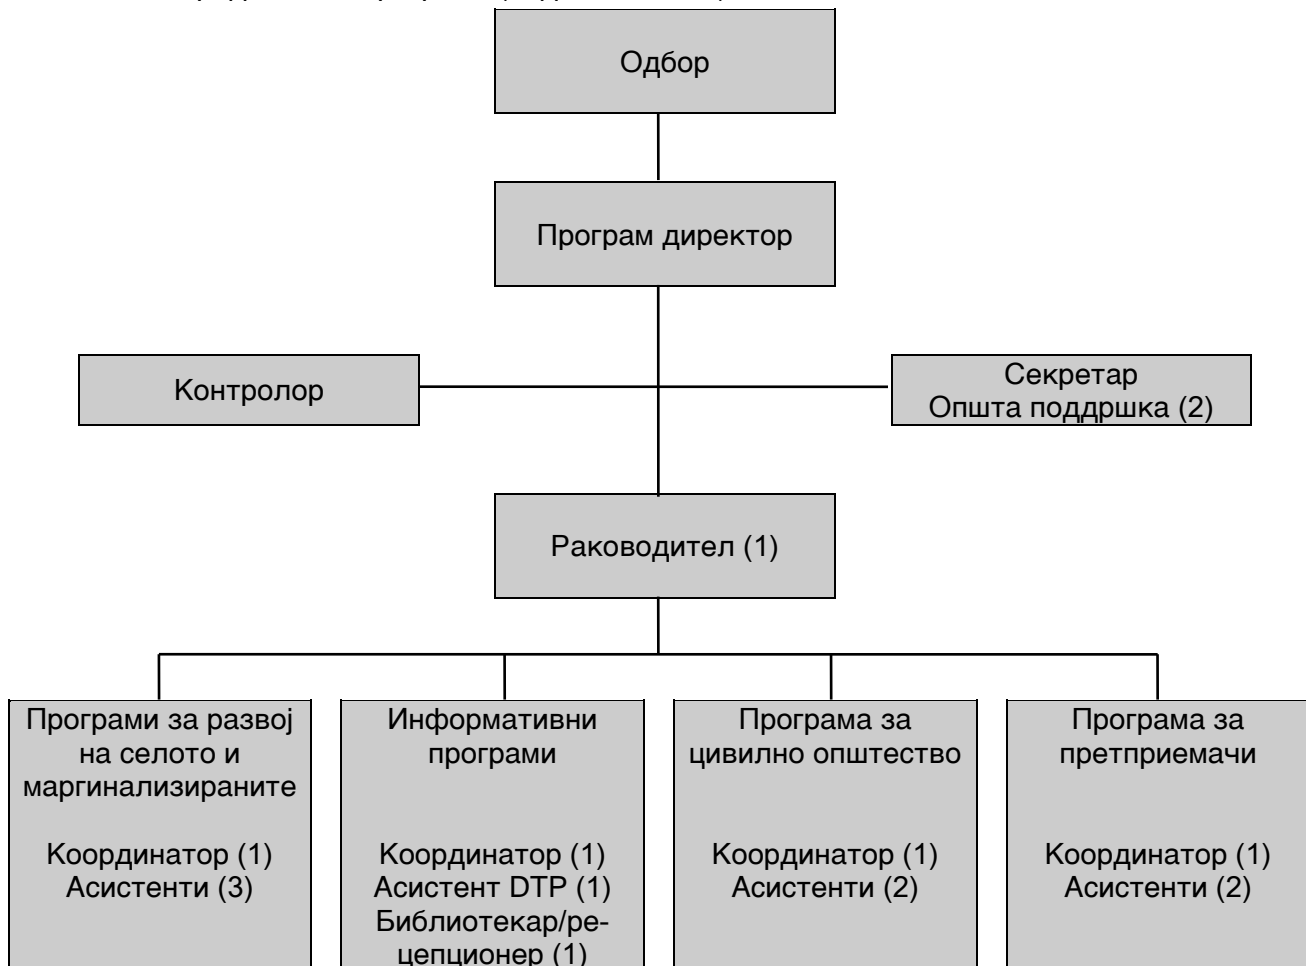 Одбор
Програм директор
Контролор
Секретар
Општа поддршка (2)
Раководител (1)
Програми за развој
на селото и
маргинализираните
Координатор (1)
Асистенти (3)
Информативни
програми
Координатор (1)
Асистент DTP (1)
Библиотекар/ре-
цепционер (1)
Програма за
цивилно општество
Координатор (1)
Асистенти (2)
Програма за
претприемачи
Координатор (1)
Асистенти (2)